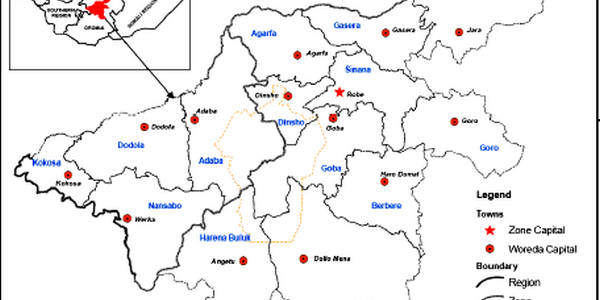 SOUTHERN
REGION
OROMIA
SOMALI REGION
Agarfa
Gasera
Gasera
Jara
Agarfa
Sinana
Dinsho
Robe
Adaba
Dodola
Dinsho
Goba
Goro
Dodola
Goro
Kokosa
Adaba
Goba
Kokosa
Haro Dumal
Nansabo
Berbere
Legend
Werka
Towns
Harena Buluk
Zone Capital
Angetu
Dollo Mena
Woreda Capital
Boundary
Region
Zone